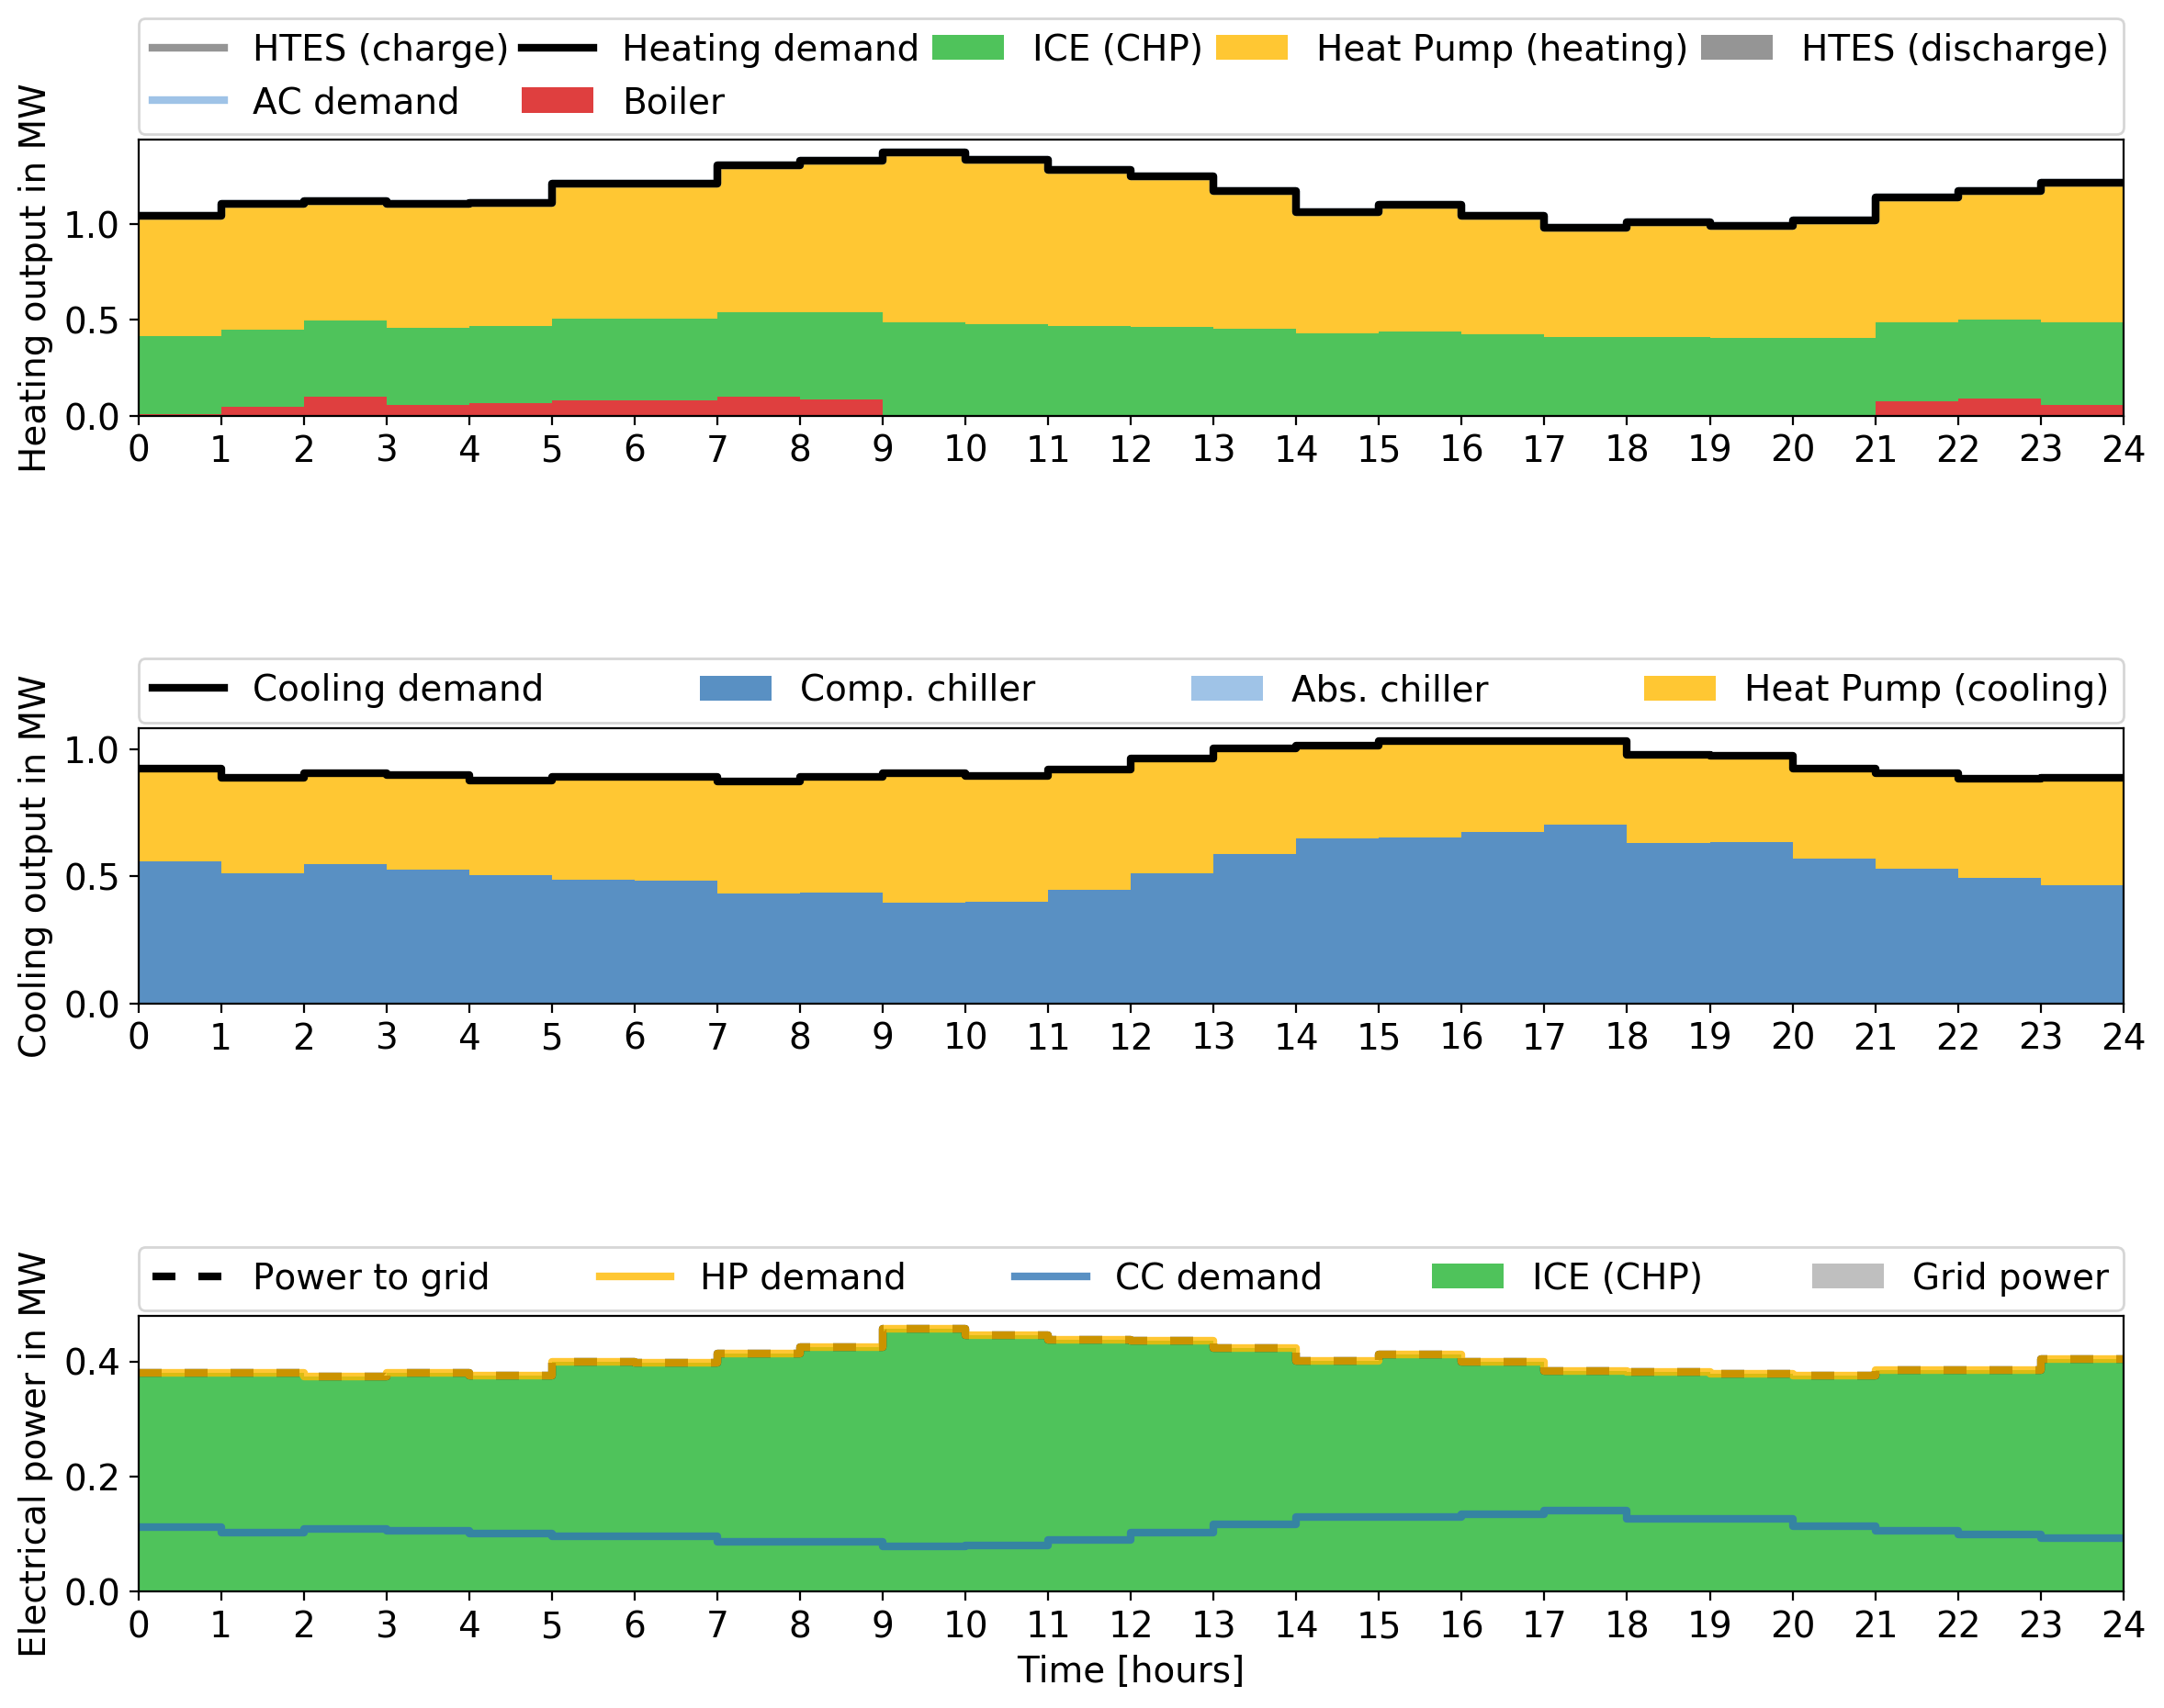 HTES (charge) Heating demand ICE (CHP) Heat Pump (heating) HTES (discharge)
AC demand Boiler
Heating output in MW
1.0
0.5
0.0
0 1 2 3 4 5 6 7 8 9 10 11 12 13 14 15 16 17 18 19 20 21 22 23 24
Cooling demand Comp. chiller Abs. chiller Heat Pump (cooling)
Cooling output in MW
1.0
0.5
0.0
0 1 2 3 4 5 6 7 8 9 10 11 12 13 14 15 16 17 18 19 20 21 22 23 24
Power to grid HP demand CC demand ICE (CHP) Grid power
Electrical power in MW
0.4
0.2
0.0
0 1 2 3 4 5 6 7 8 9 10 11 12 13 14 15 16 17 18 19 20 21 22 23 24
Time [hours]